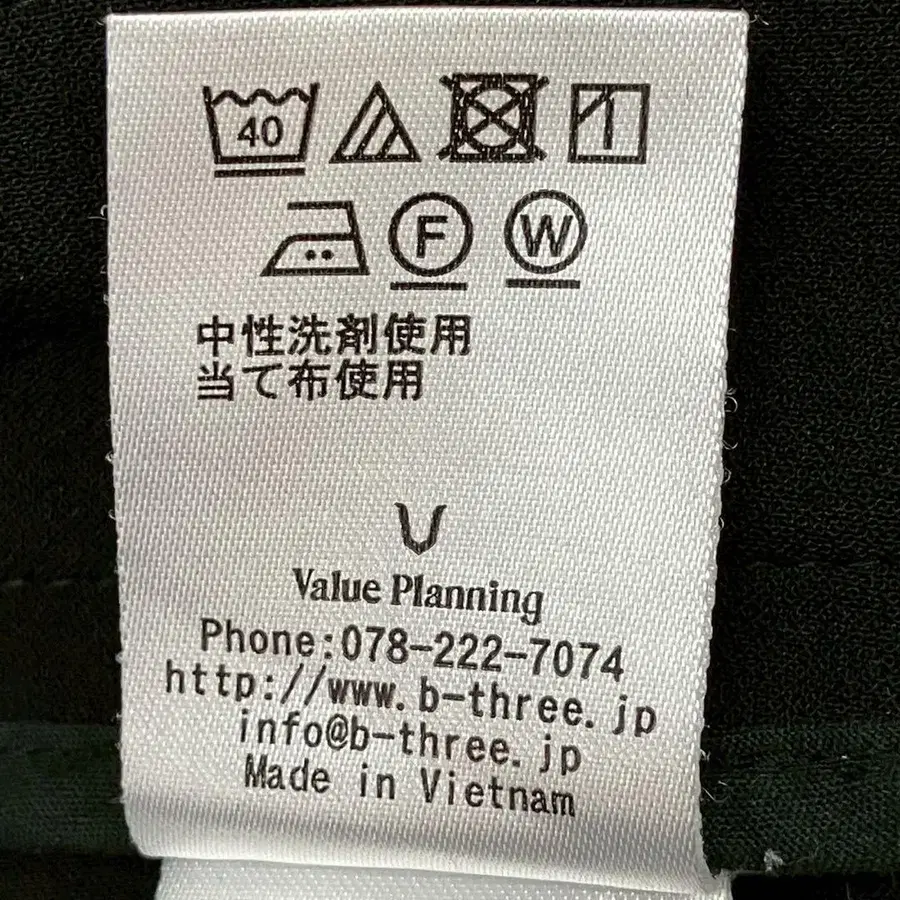 40
F W
中性洗剤使用
当て布使用
Value Planning
Phone:078-222-7074
http://www.b-three.jp
info@b-three.jp
Made in Vietnam